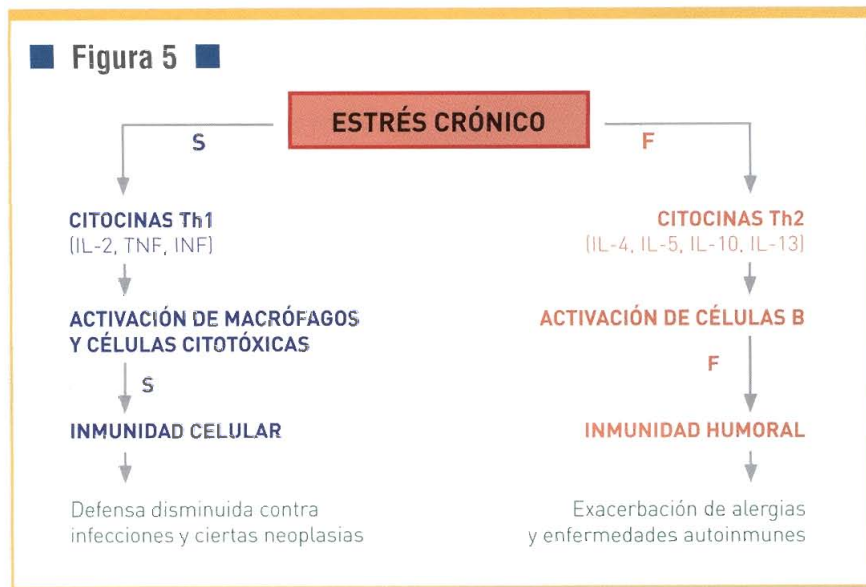 Figura 5
ESTRÉS CRÓNICO
S
F
CITOCINAS Th1
(IL-2, TNF, INF)
CITOCINAS Th2
(IL-4, IL-5, IL-10, IL-13)
ACTIVACIÓN DE MACRÓFAGOS
Y CÉLULAS CITOTÓXICAS
ACTIVACIÓN DE CÉLULAS B
S
F
INMUNIDAD CELULAR
INMUNIDAD HUMORAL
Defensa disminuida contra
infecciones y ciertas neoplasias
Exacerbación de alergias
y enfermedades autoinmunes